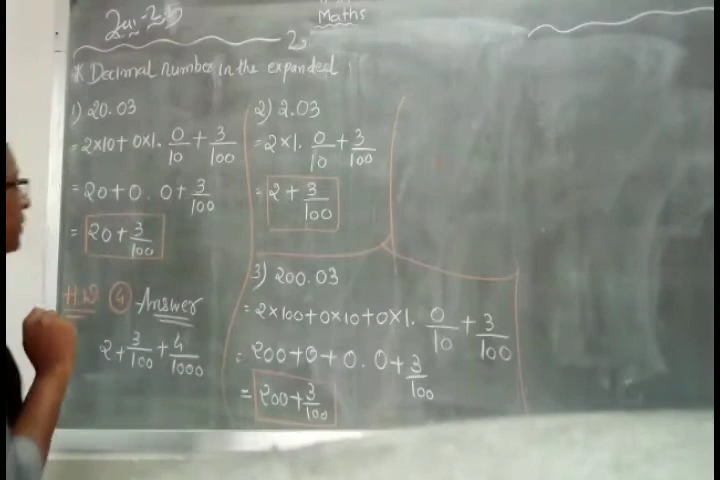 Maths
2
* Decimal number in the expanded
1) 20.03
= 2×10+0×1. 0/10 + 3/100
= 20+0. 0+3/100
= 20+3/100
2) 2.03
= 2×1. 0/10 + 3/100
= 2+3/100
3) 200.03
= 2×100+0×10+0×1. 0/10 + 3/100
= 200+0+0. 0+3/100
= 200+3/100
HW 4 Answer
2+3/100+4/1000